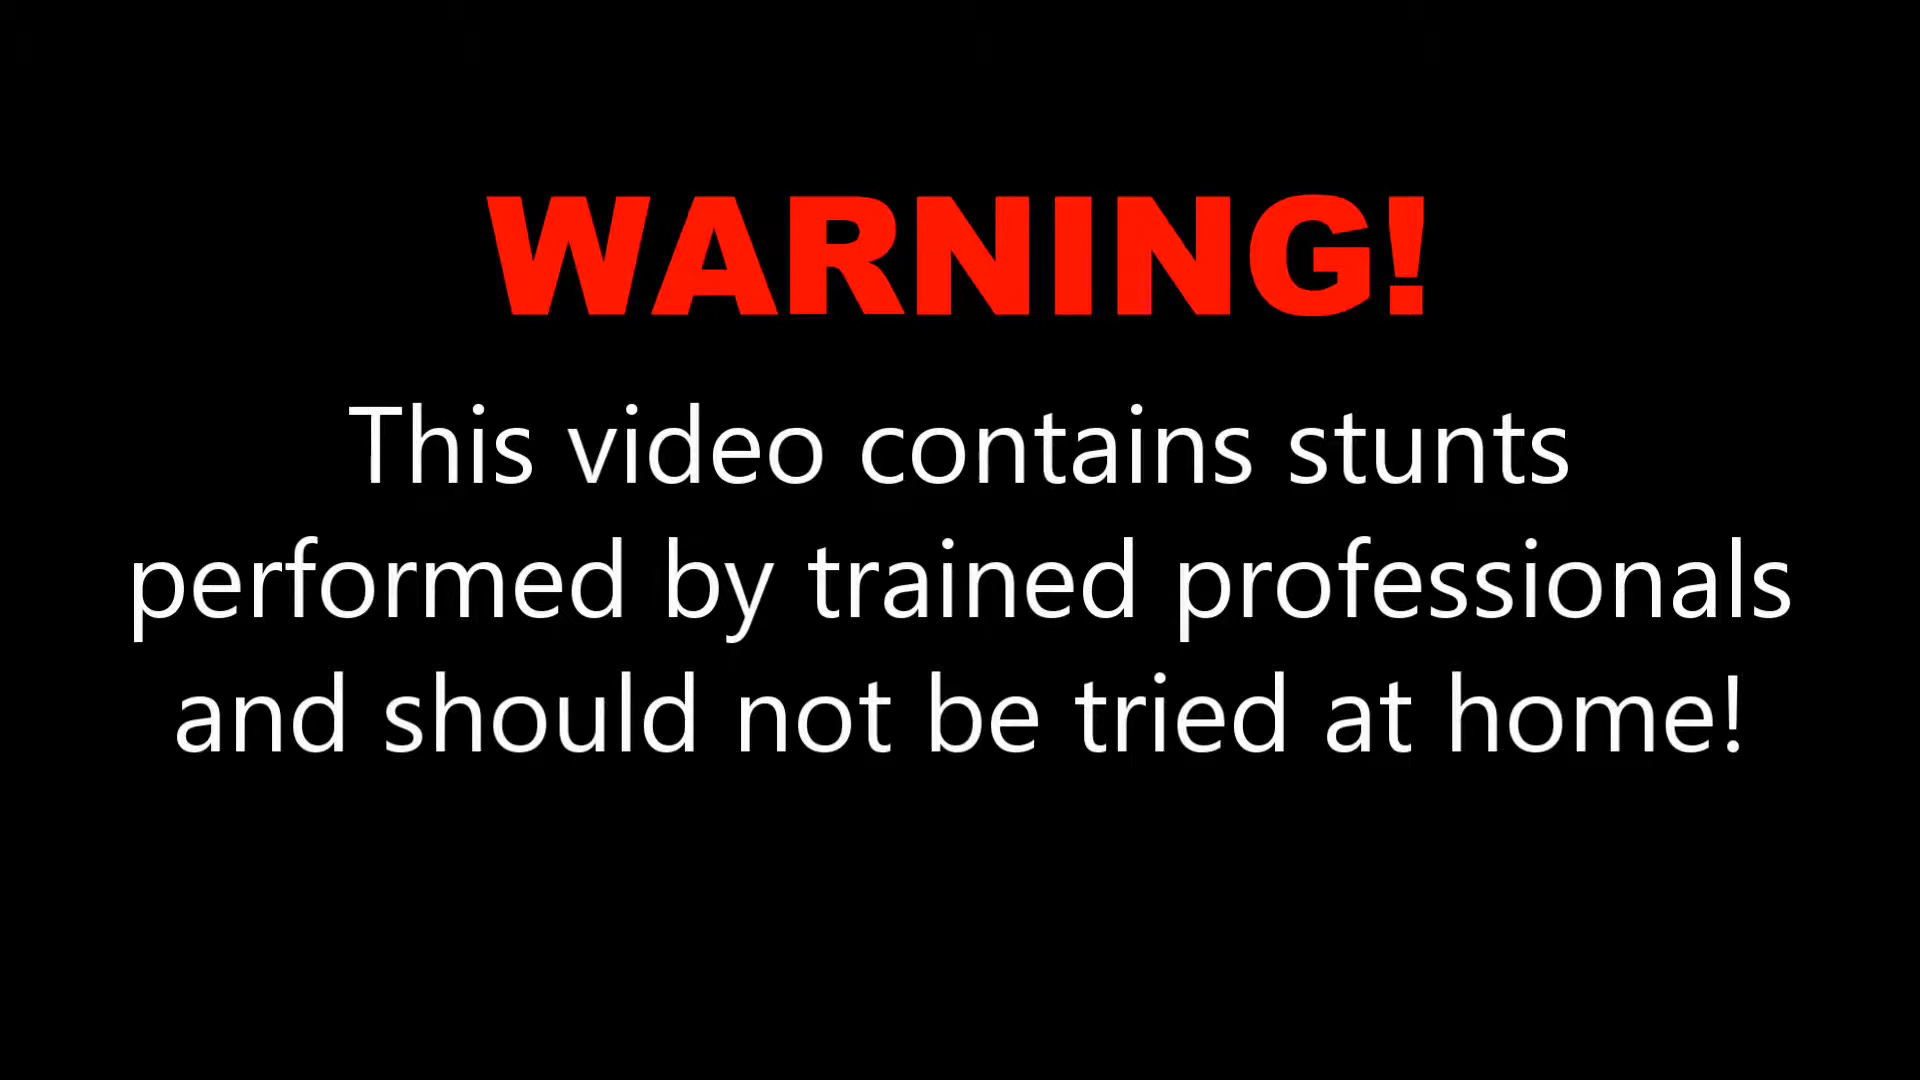 WARNING!
This video contains stunts
performed by trained professionals
and should not be tried at home!